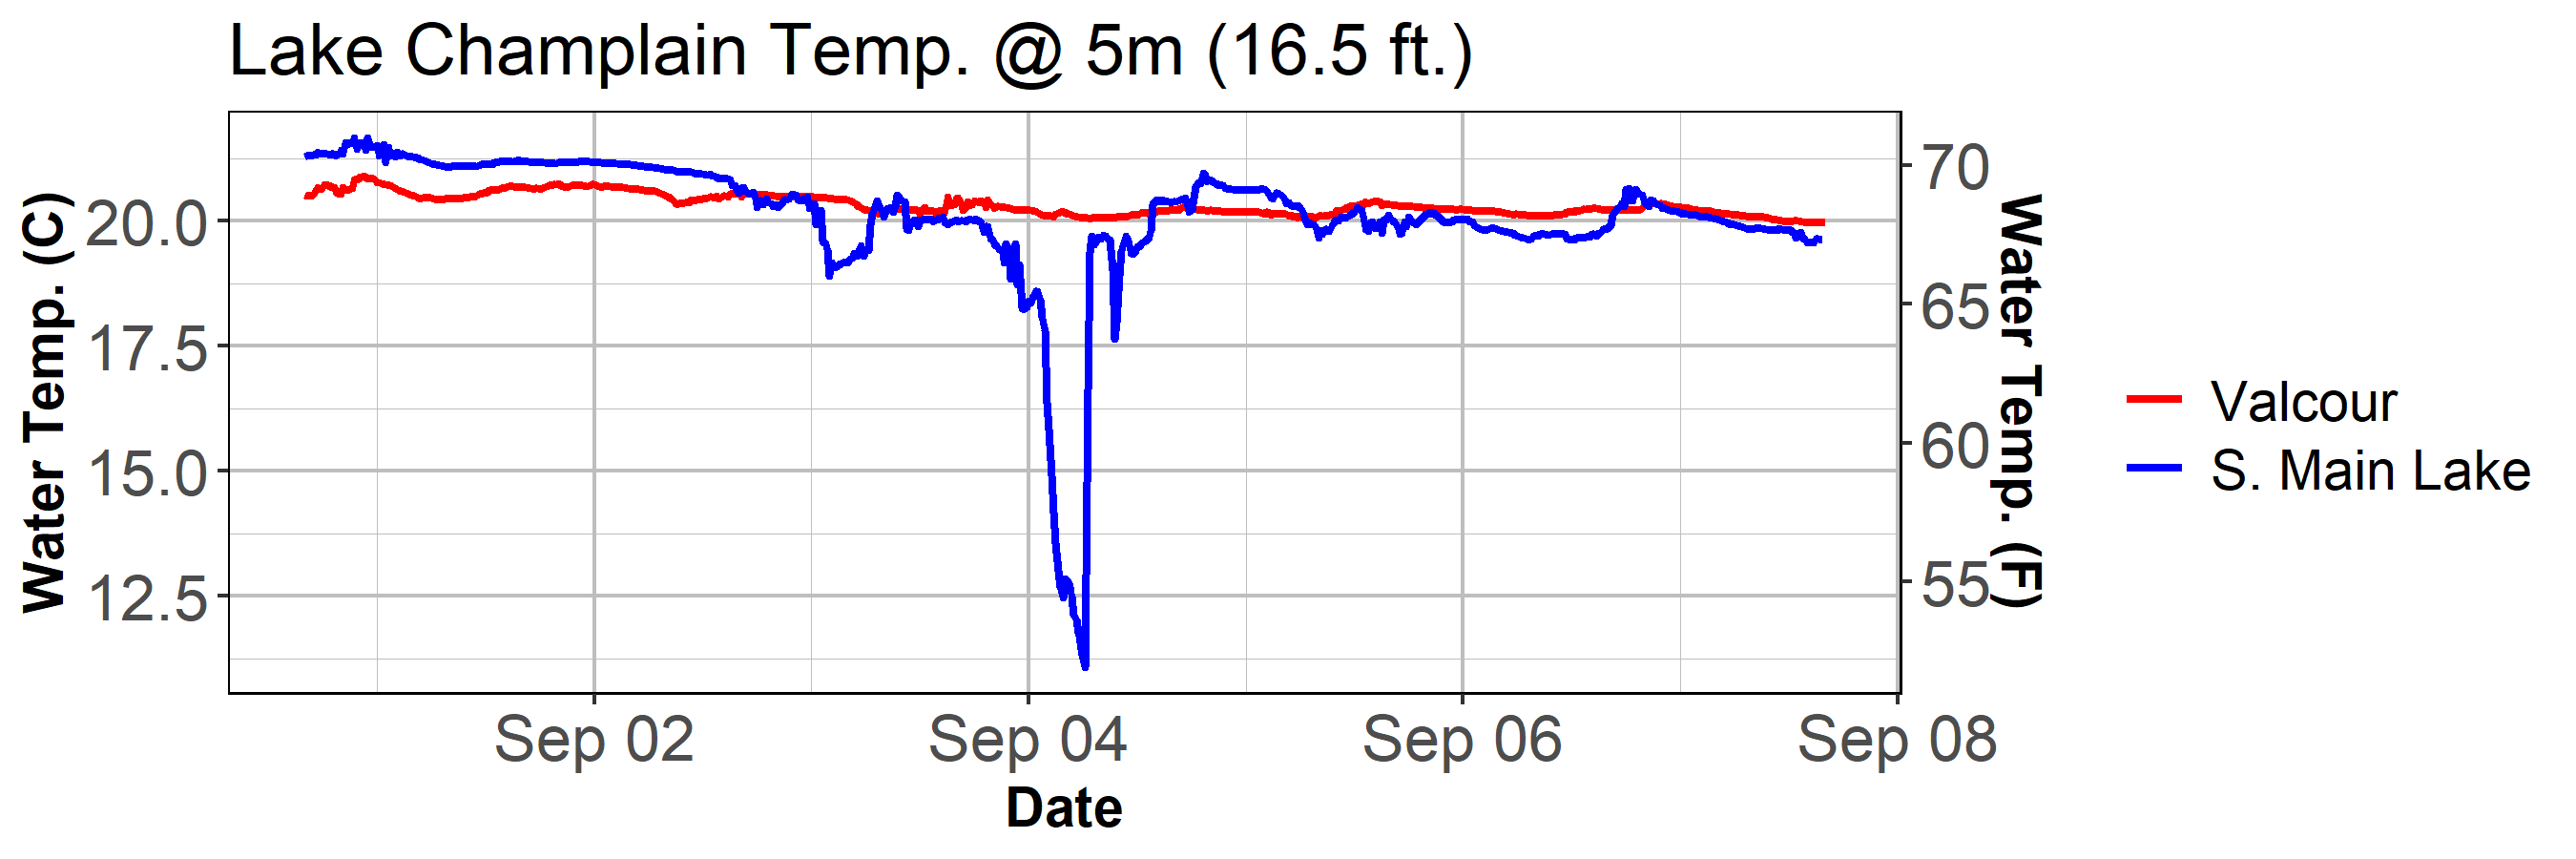 Lake Champlain Temp. @ 5m (16.5 ft.)
Water Temp. (C)
20.0
17.5
15.0
12.5
70
65
60
55
Water Temp. (F)
Sep 02
Sep 04
Sep 06
Sep 08
Date
Valcour
S. Main Lake